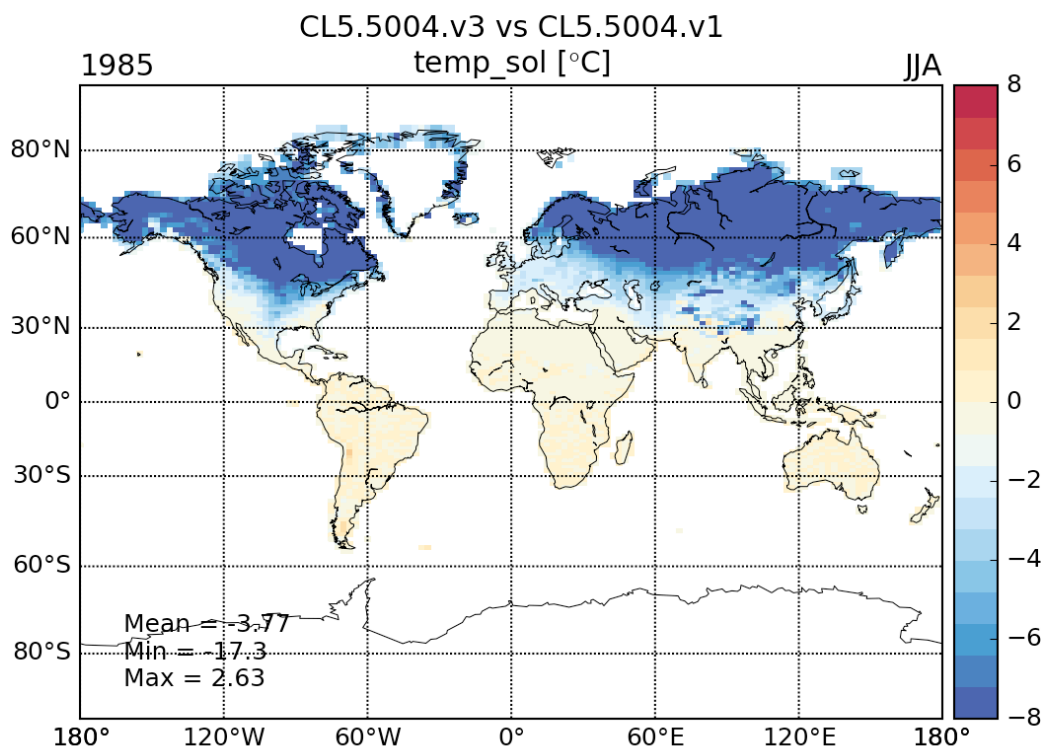 CL5.5004.v3 vs CL5.5004.v1
1985 temp_sol [°C] JJA
8
80°N
6
60°N
4
30°N
2
0°
0
30°S
−2
60°S
−4
Mean = -3.77
Min = -17.3
80°S
−6
Max = 2.63
−8
180° 120°W 60°W 0° 60°E 120°E 180°